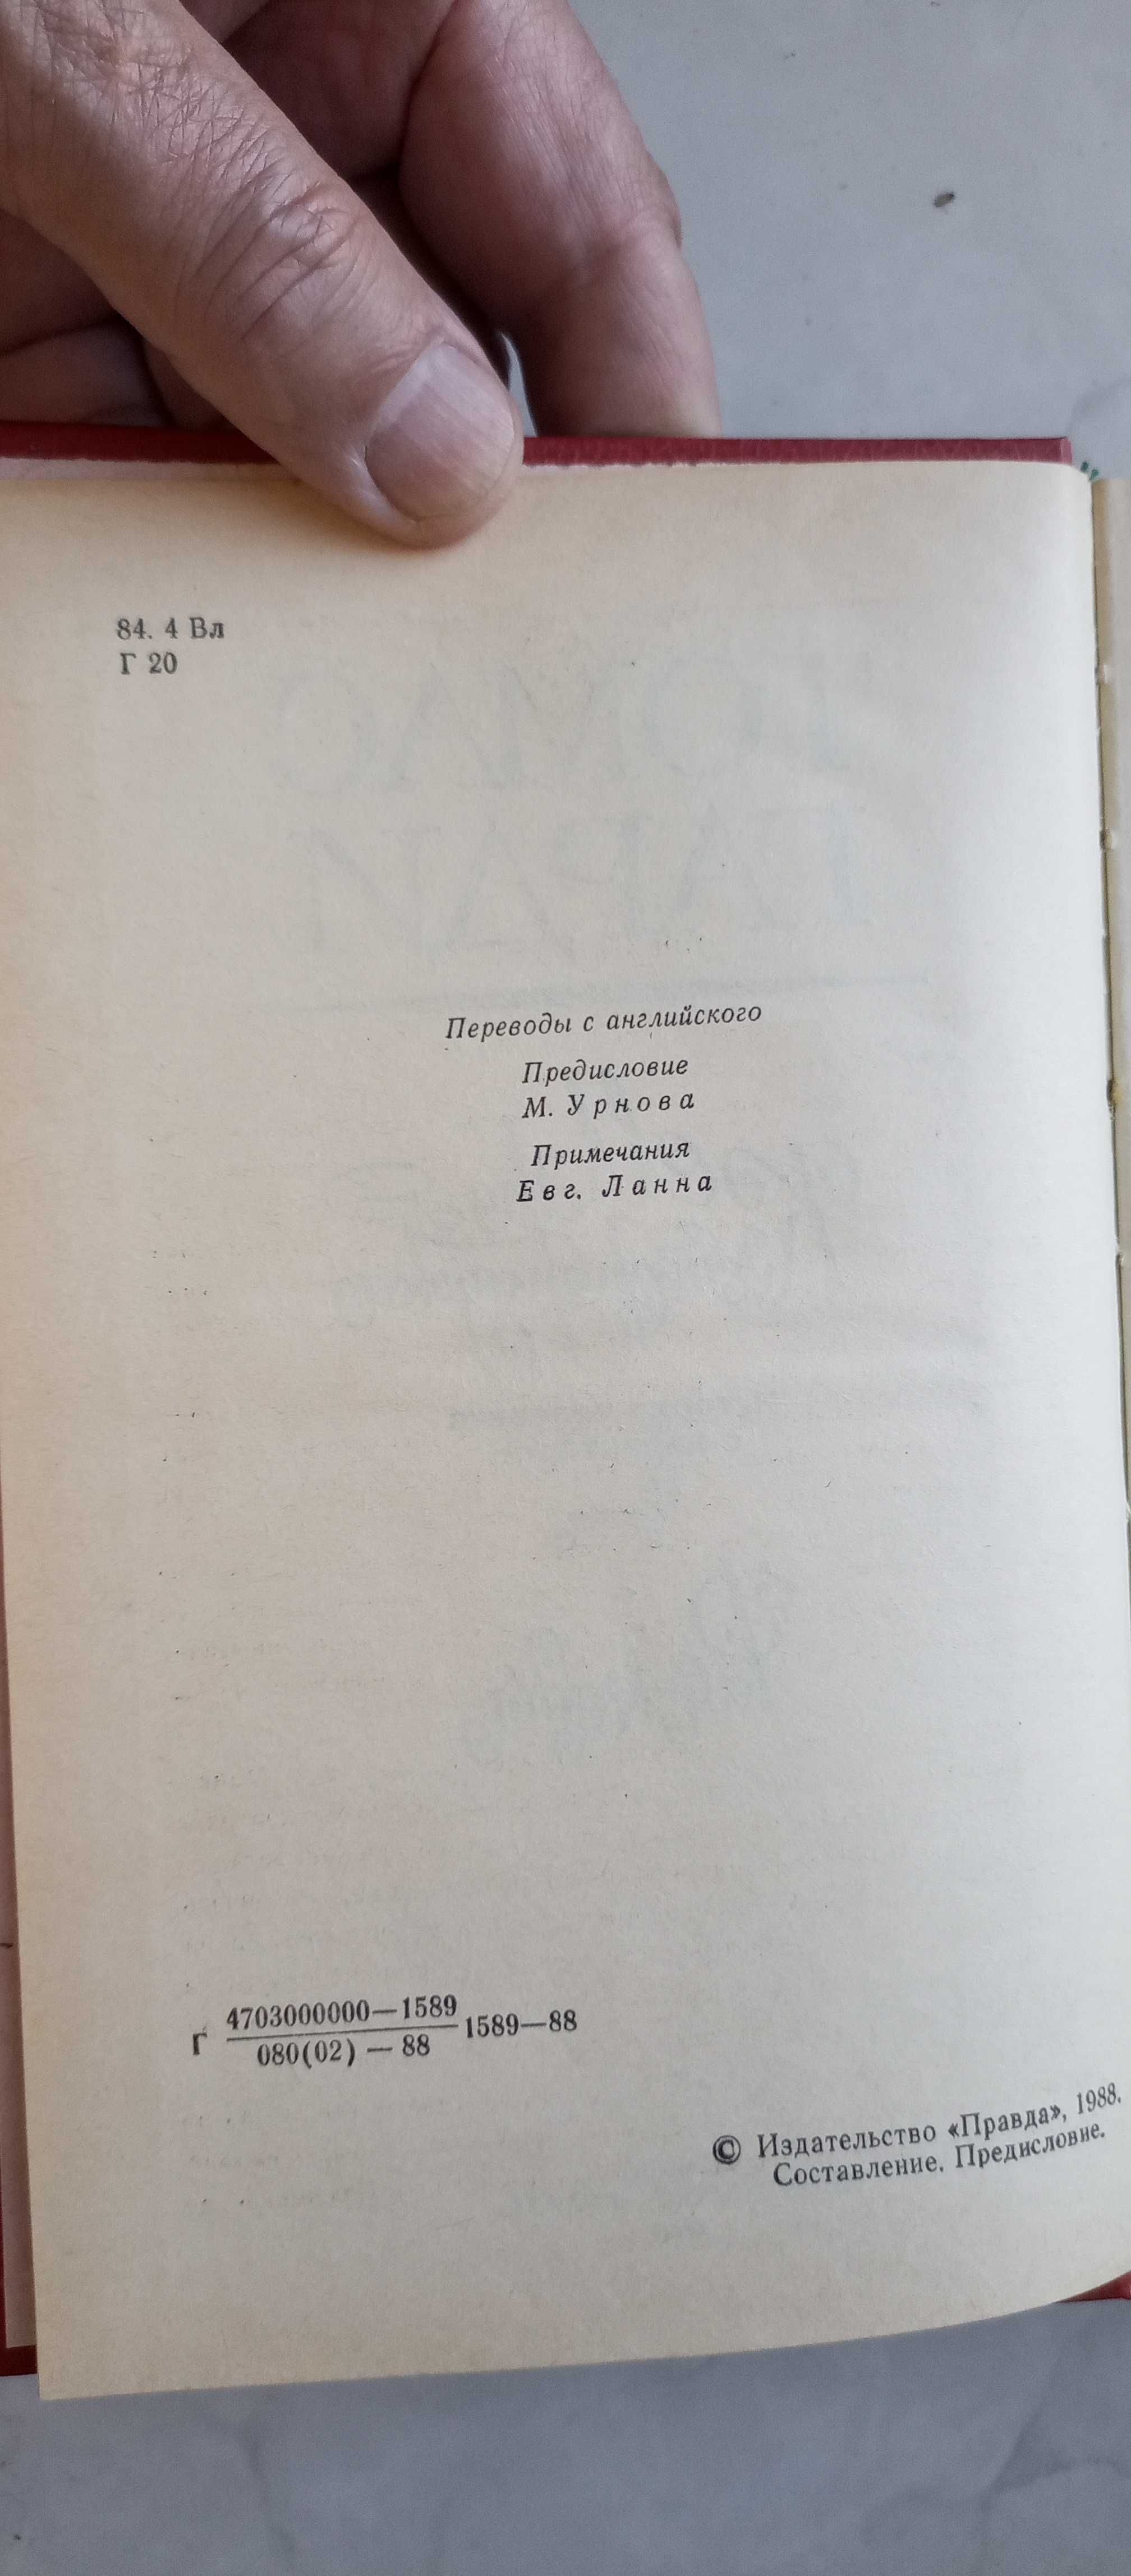 84. 4 Вл
Г 20
Переводы с английского
Предисловие
М. Урнова
Примечания
Евг. Ланна
Г 4703000000—1589
080(02) — 88
1589—88
© Издательство «Правда», 1988.
Составление. Предисловие.